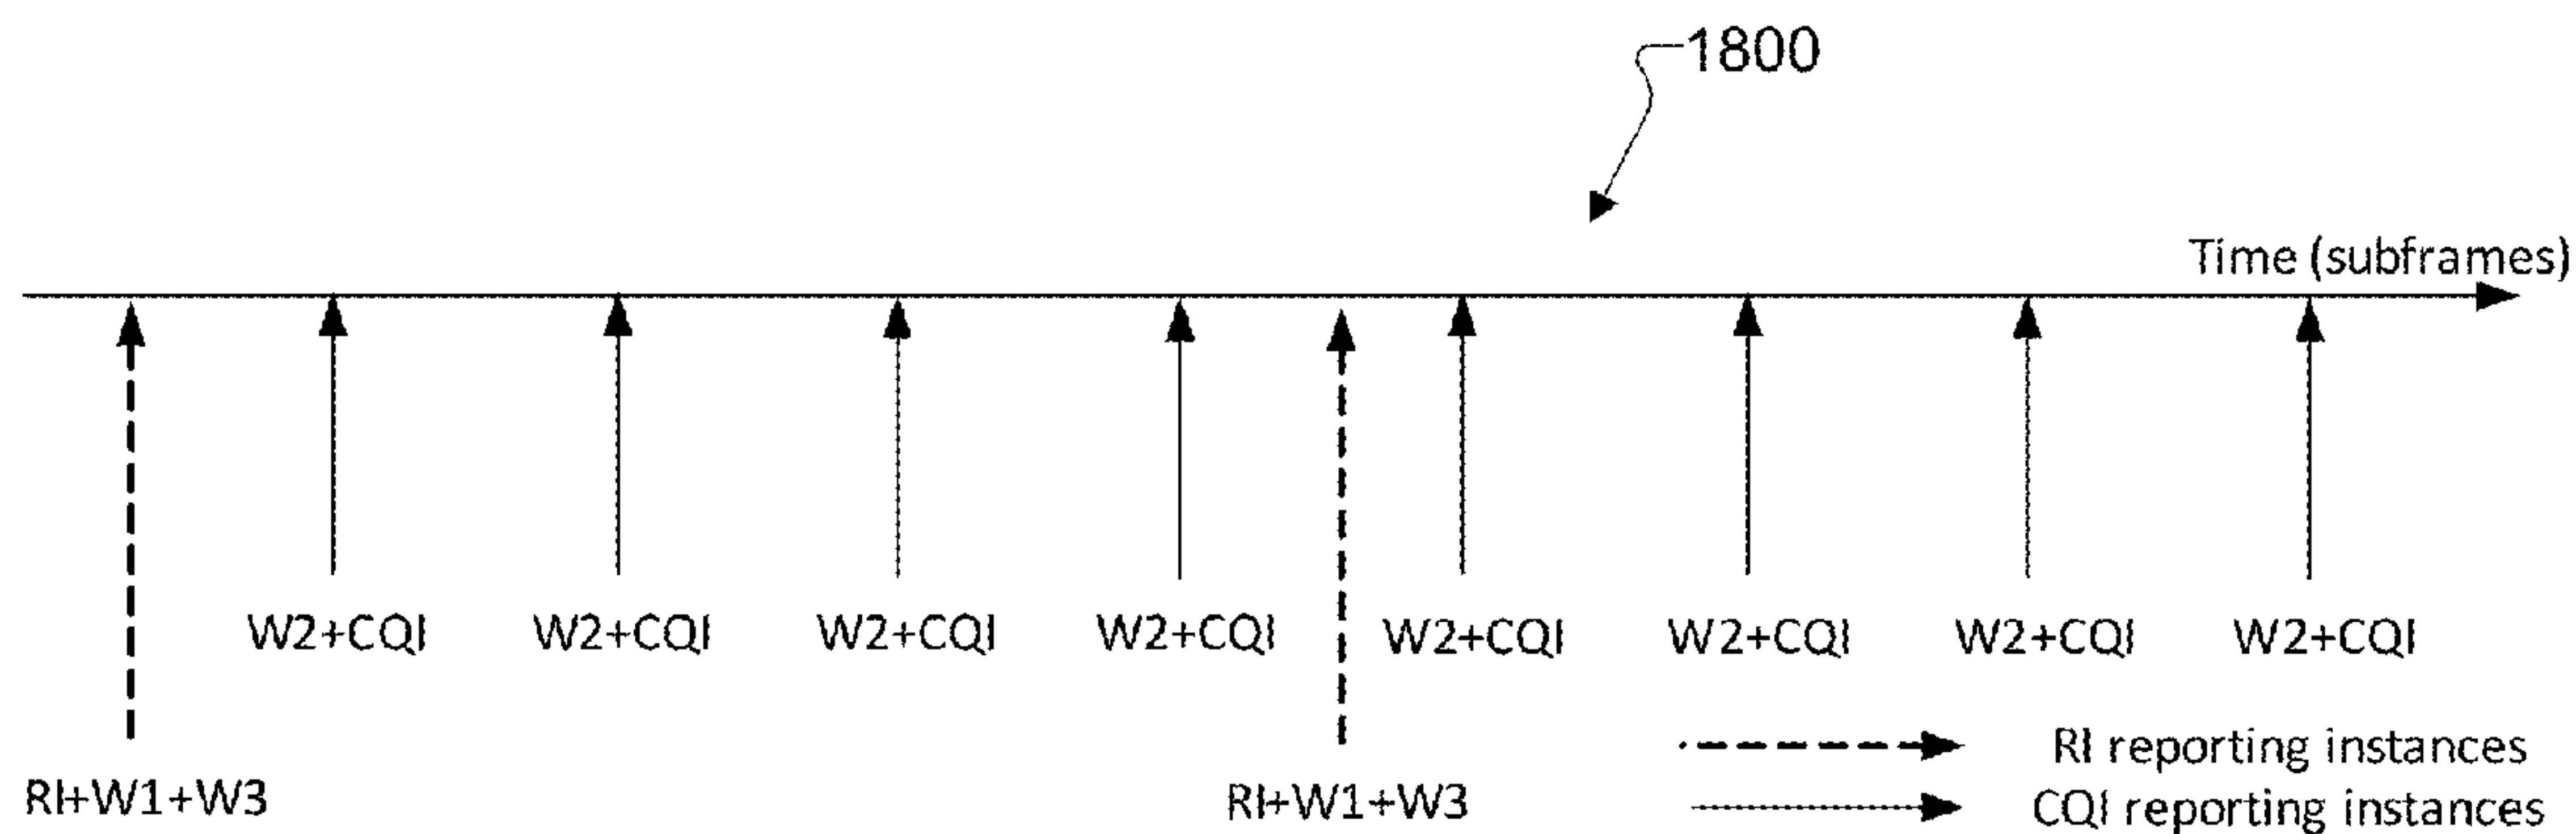 1800
Time (subframes)
W2+CQI W2+CQI W2+CQI W2+CQI W2+CQI W2+CQI W2+CQI W2+CQI
RI reporting instances
RI+W1+W3 RI+W1+W3
CQI reporting instances